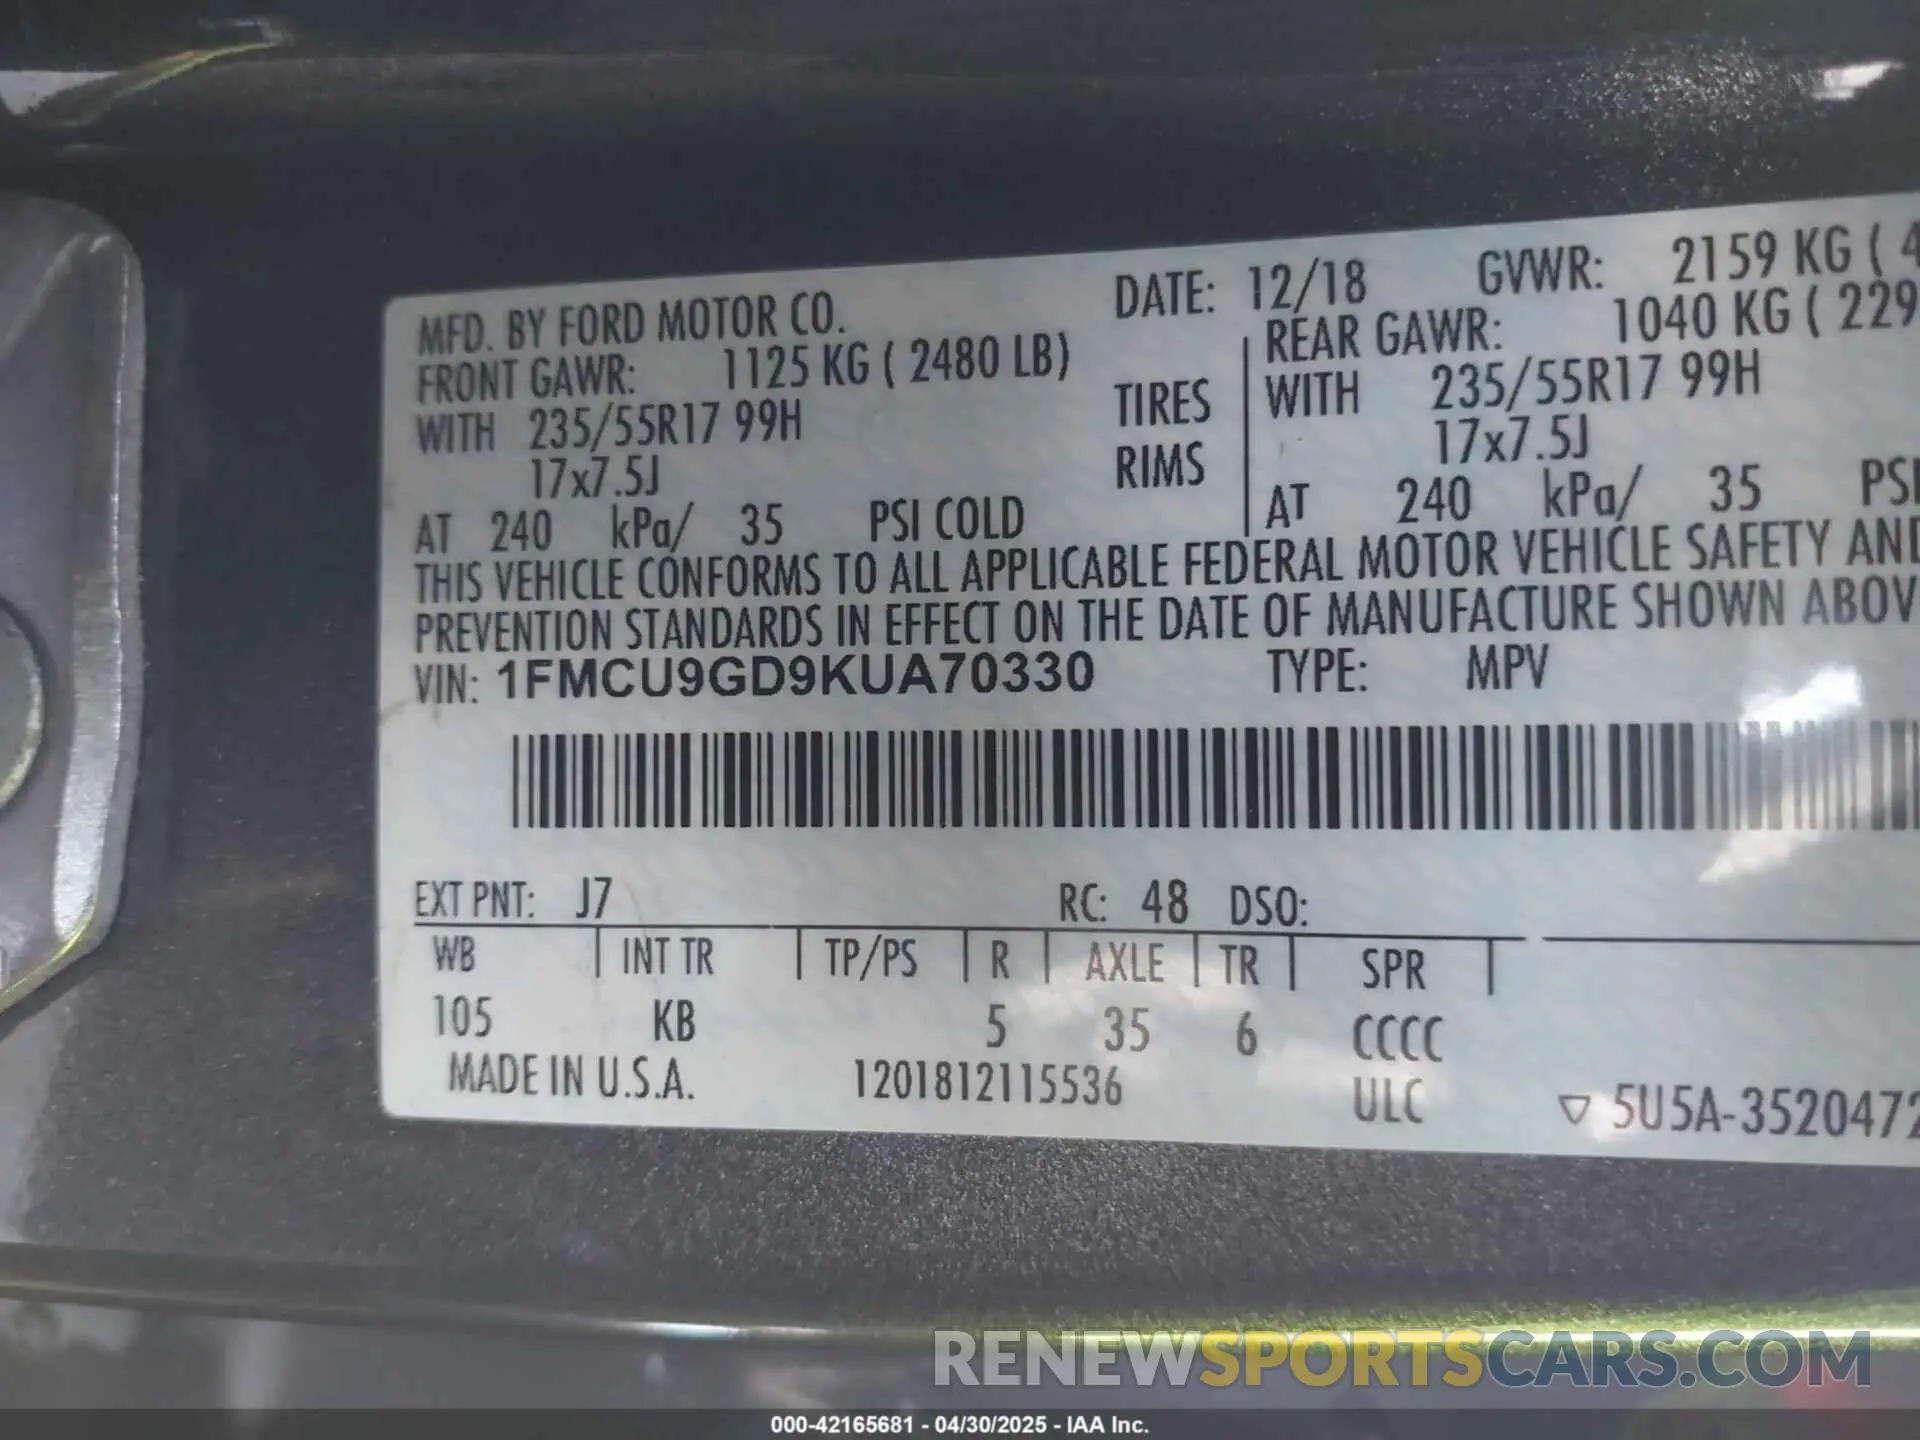 MFD. BY FORD MOTOR CO. DATE: 12/18 GVWR: 2159 KG ( 4
FRONT GAWR: 1125 KG ( 2480 LB) REAR GAWR: 1040 KG ( 229
WITH 235/55R17 99H TIRES WITH 235/55R17 99H
17x7.5J RIMS 17x7.5J
AT 240 kPa/ 35 PSI COLD AT 240 kPa/ 35 PSI
THIS VEHICLE CONFORMS TO ALL APPLICABLE FEDERAL MOTOR VEHICLE SAFETY AND
PREVENTION STANDARDS IN EFFECT ON THE DATE OF MANUFACTURE SHOWN ABOV
VIN: 1FMCU9GD9KUA70330 TYPE: MPV
EXT PNT: J7 RC: 48 DSO:
WB INT TR TP/PS R AXLE TR SPR
105 KB 5 35 6 CCCC
MADE IN U.S.A. 1201812115536 ULC ▽ 5U5A-3520472
RENEWSPORTSCARS.COM
000-42165681 - 04/30/2025 - IAA Inc.